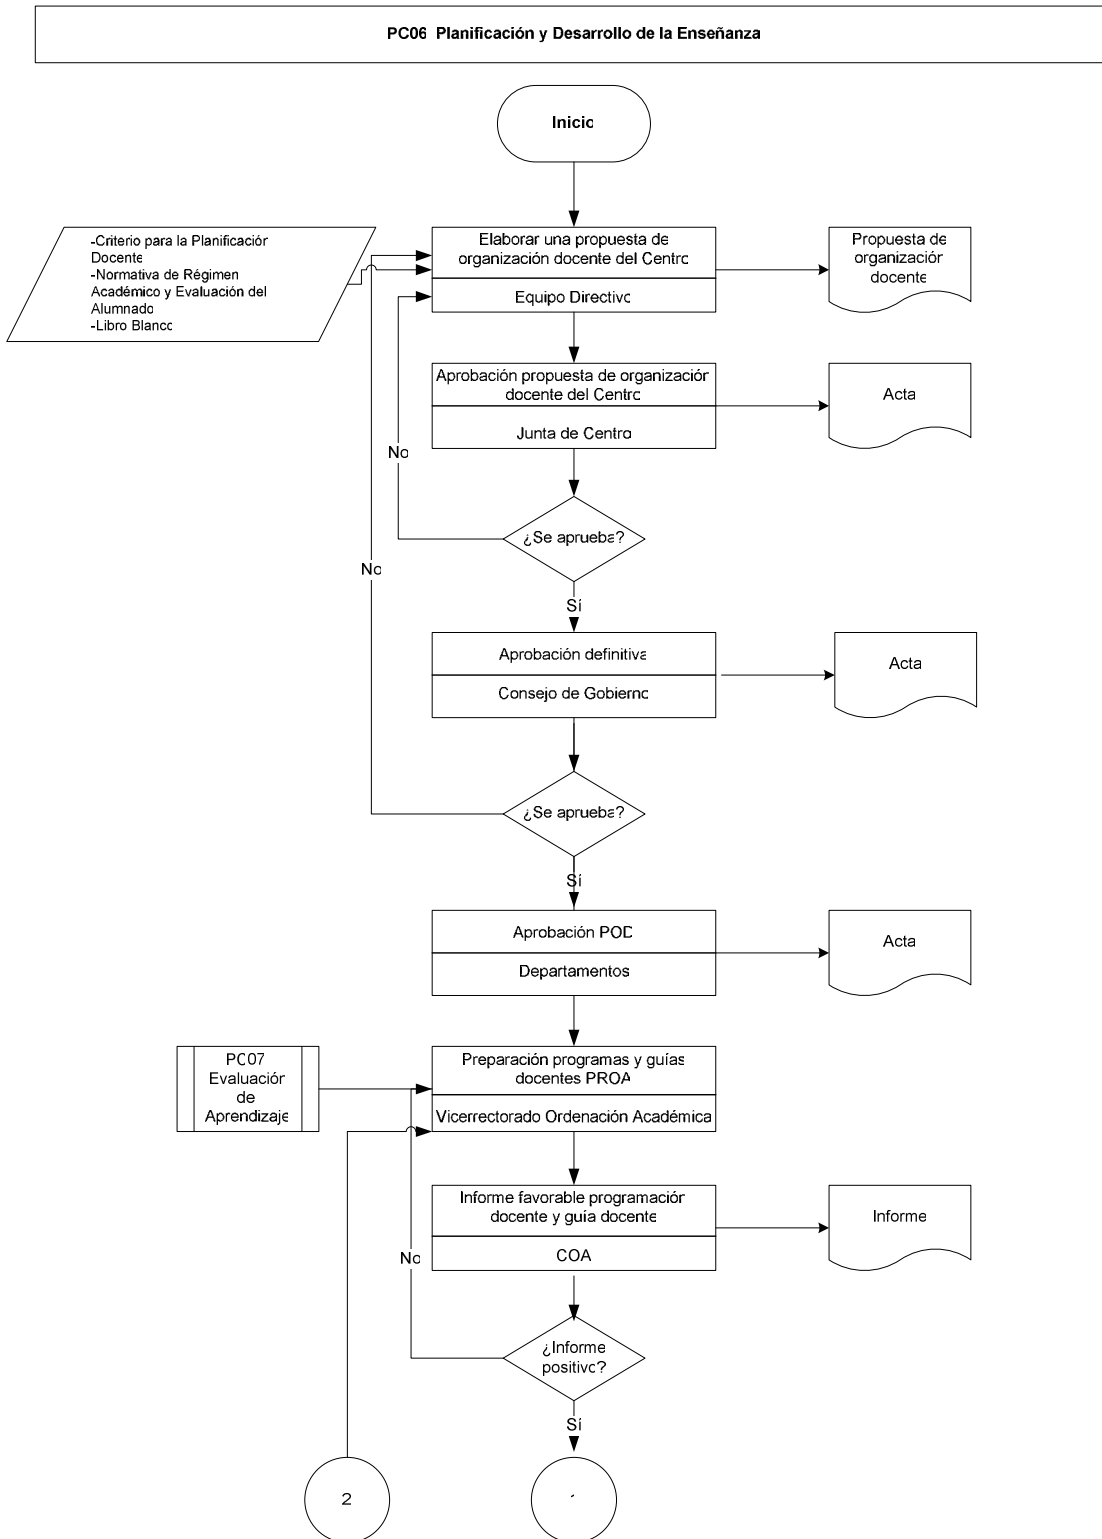 PC06 Planificación y Desarrollo de la Enseñanza
Inicio
-Criterio para la Planificación
Docente
-Normativa de Régimen
Académico y Evaluación del
Alumnado
-Libro Blanco
Elaborar una propuesta de
organización docente del Centro
Equipo Directivo
Propuesta de
organización
docente
Aprobación propuesta de organización
docente del Centro
Junta de Centro
Acta
No
¿Se aprueba?
No
Sí
Aprobación definitiva
Consejo de Gobierno
Acta
¿Se aprueba?
Sí
Aprobación POD
Departamentos
Acta
PC07
Evaluación
de
Aprendizaje
Preparación programas y guías
docentes PROA
Vicerrectorado Ordenación Académica
Informe favorable programación
docente y guía docente
COA
Informe
No
¿Informe
positivo?
Sí
2